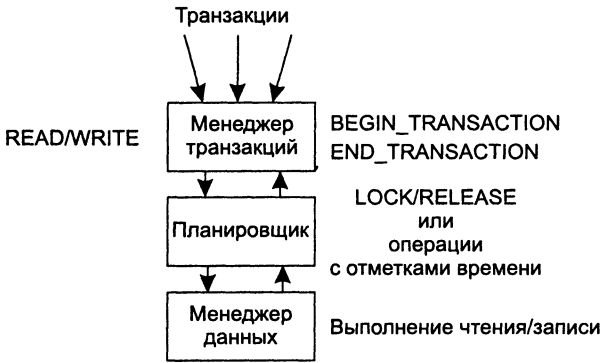 Транзакции
READ/WRITE
Менеджер
транзакций
BEGIN_TRANSACTION
END_TRANSACTION
Планировщик
LOCK/RELEASE
или
операции
с отметками времени
Менеджер
данных
Выполнение чтения/записи